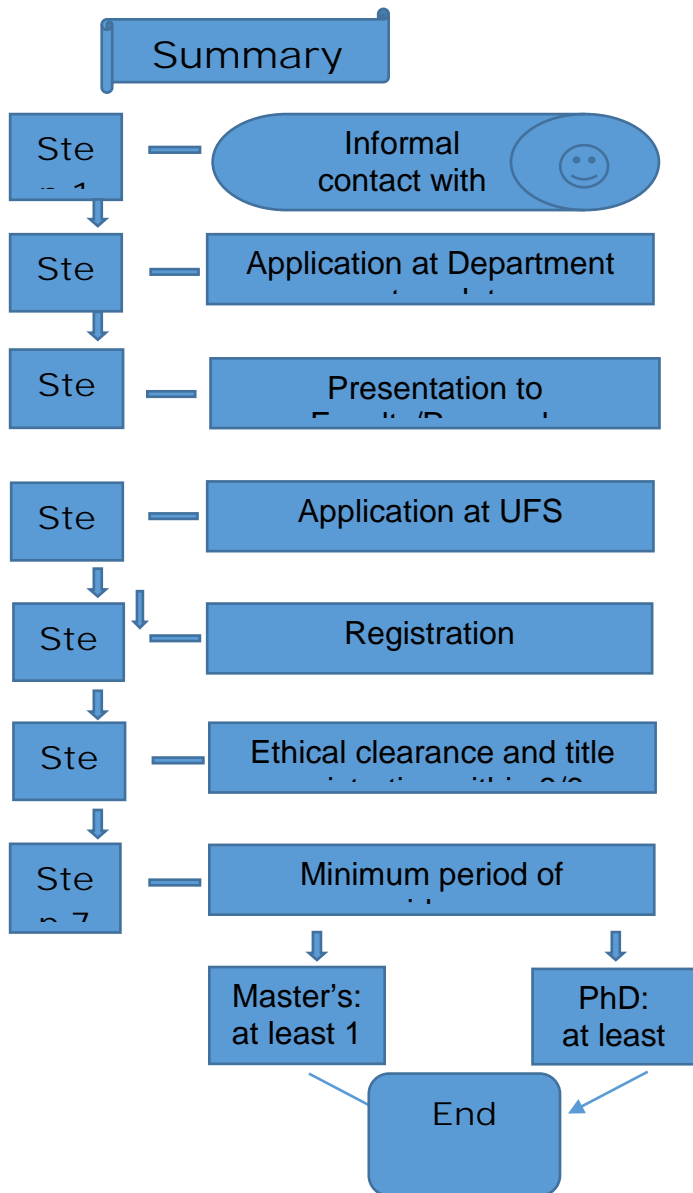 Summary
Ste
Informal
contact with
Ste
Application at Department
Ste
Presentation to
Ste
Application at UFS
Ste
Registration
Ste
Ethical clearance and title
Ste
Minimum period of
Master's:
at least 1
PhD:
at least
End